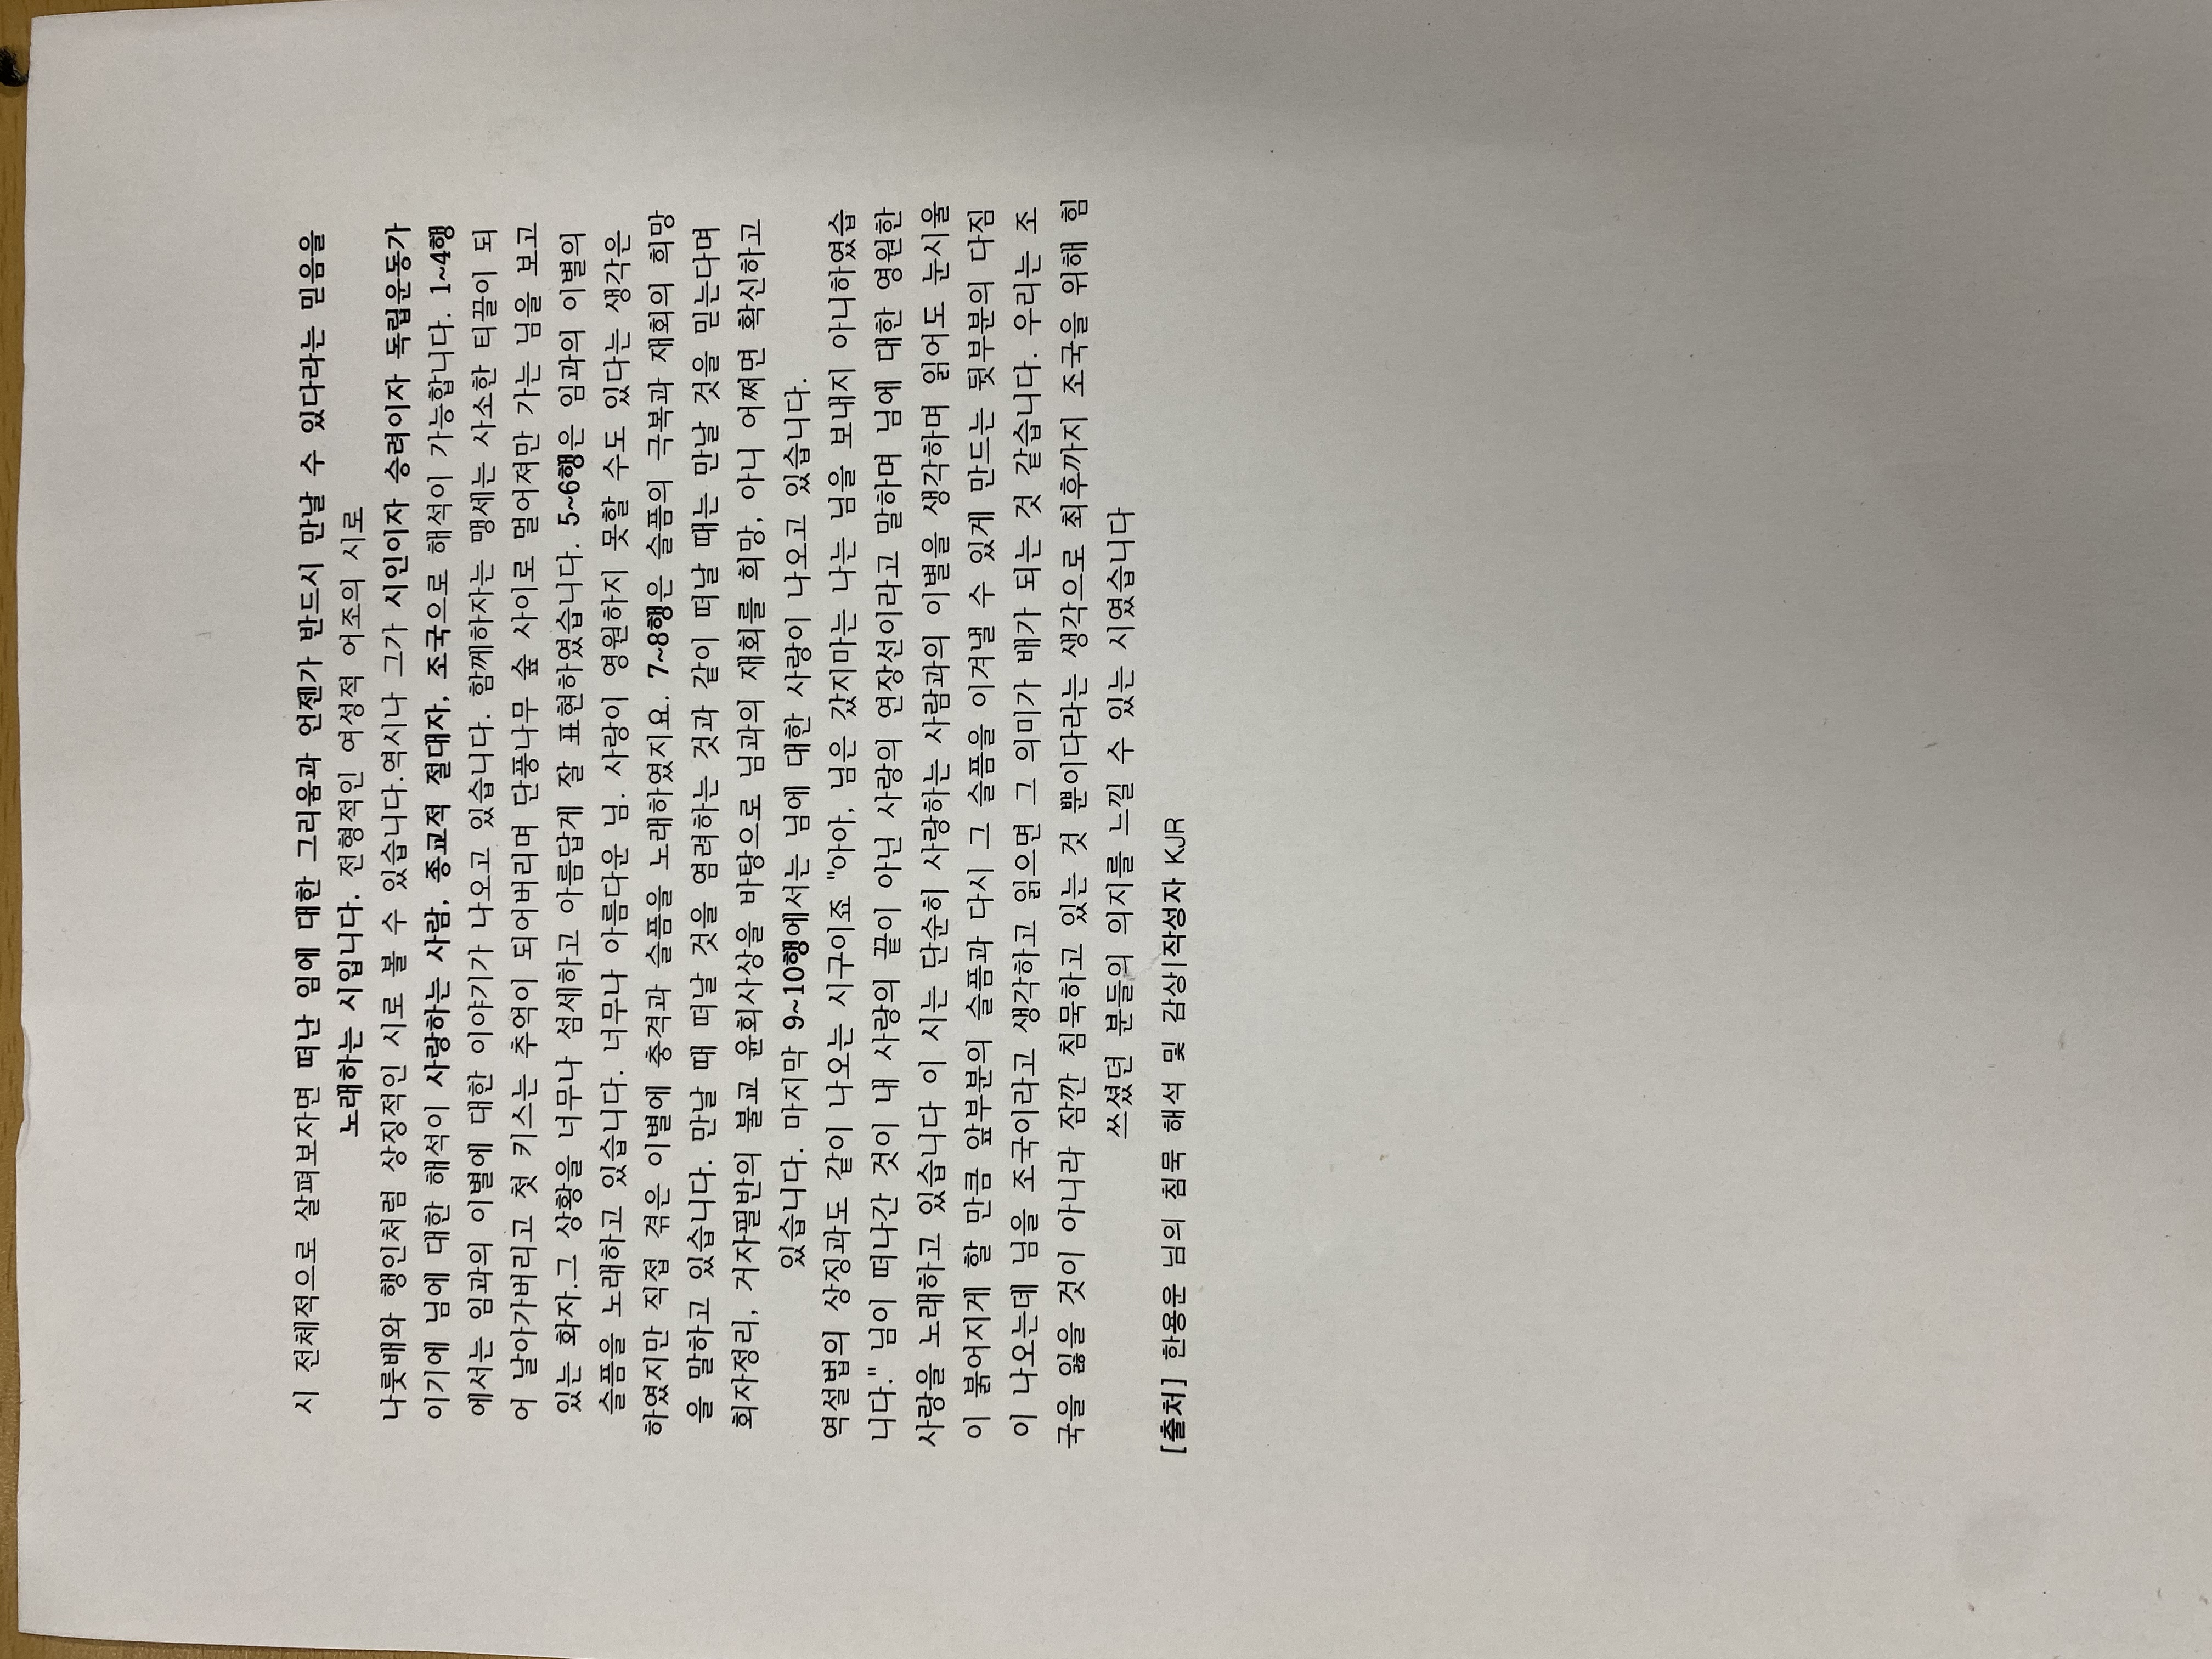 시 전체적으로 살펴보자면 떠난 임에 대한 그리움과 언젠가 반드시 만날 수 있다라는 믿음을
노래하는 시입니다. 전형적인 여성적 어조의 시로
나룻배와 행인처럼 상징적인 시로 볼 수 있습니다.역시나 그가 시인이자 승려이자 독립운동가
이기에 님에 대한 해석이 사랑하는 사람, 종교적 절대자, 조국으로 해석이 가능합니다. 1~4행
에서는 임과의 이별에 대한 이야기가 나오고 있습니다. 함께하자는 맹세는 사소한 티끌이 되
어 날아가버리고 첫 키스는 추억이 되어버리며 단풍나무 숲 사이로 멀어져만 가는 님을 보고
있는 화자.그 상황을 너무나 섬세하고 아름답게 잘 표현하였습니다. 5~6행은 임과의 이별의
슬픔을 노래하고 있습니다. 너무나 아름다운 님. 사랑이 영원하지 못할 수도 있다는 생각은
하였지만 직접 겪은 이별에 충격과 슬픔을 노래하였지요. 7~8행은 슬픔의 극복과 재회의 희망
을 말하고 있습니다. 만날 때 떠날 것을 염려하는 것과 같이 떠날 때는 만날 것을 믿는다며
회자정리, 거자필반의 불교 윤회사상을 바탕으로 님과의 재회를 희망, 아니 어쩌면 확신하고
있습니다. 마지막 9~10행에서는 님에 대한 사랑이 나오고 있습니다.
역설법의 상징과도 같이 나오는 시구이죠 "아아, 님은 갔지마는 나는 님을 보내지 아니하였습
니다." 님이 떠나간 것이 내 사랑의 끝이 아닌 사랑의 연장선이라고 말하며 님에 대한 영원한
사랑을 노래하고 있습니다 이 시는 단순히 사랑하는 사람과의 이별을 생각하며 읽어도 눈시울
이 붉어지게 할 만큼 앞부분의 슬픔과 다시 그 슬픔을 이겨낼 수 있게 만드는 뒷부분의 다짐
이 나오는데 님을 조국이라고 생각하고 읽으면 그 의미가 배가 되는 것 같습니다. 우리는 조
국을 잃을 것이 아니라 잠깐 침묵하고 있는 것 뿐이다라는 생각으로 최후까지 조국을 위해 힘
쓰셨던 분들의 의지를 느낄 수 있는 시였습니다
[출처] 한용운 님의 침묵 해석 및 감상|작성자 KJR